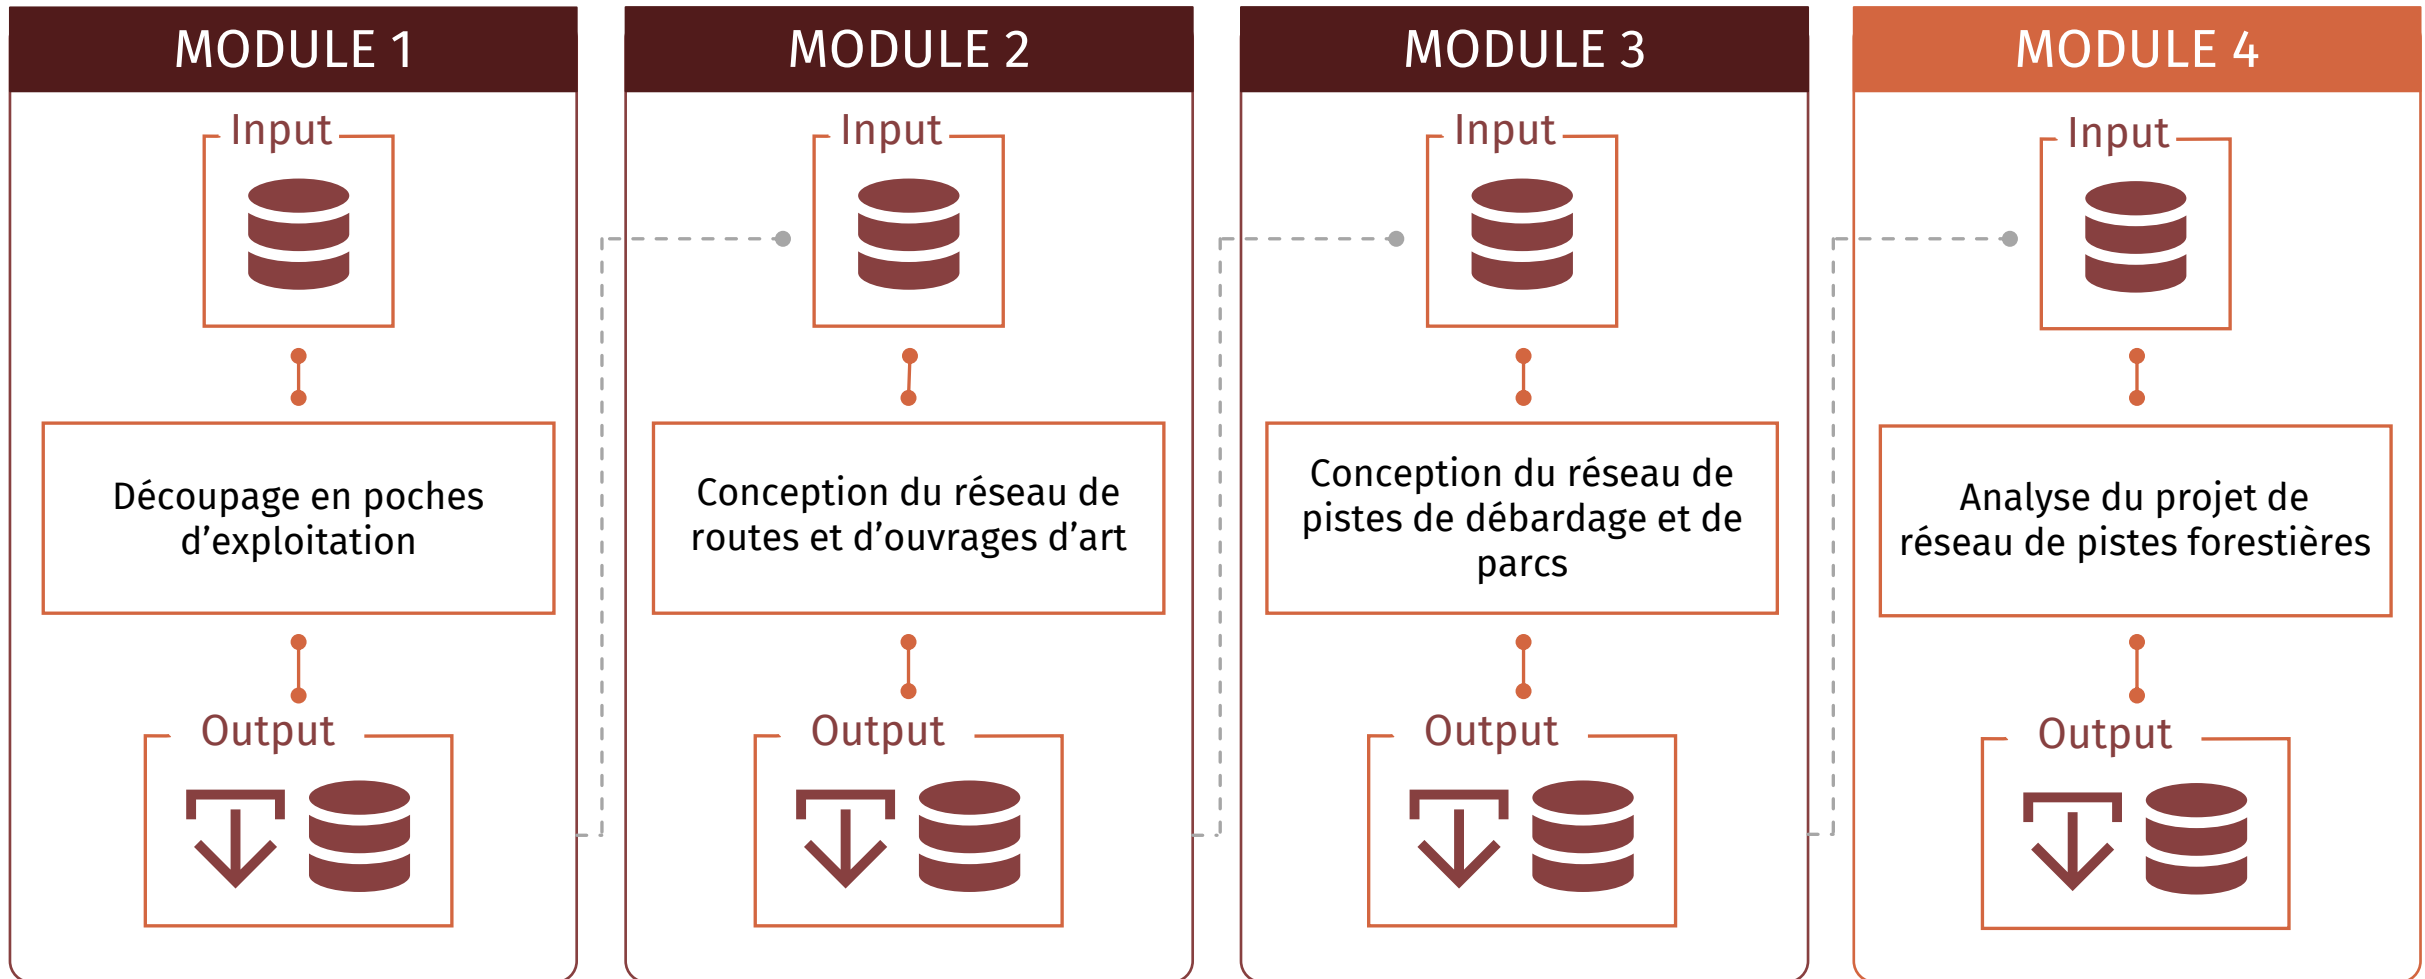 MODULE 1
Input
Découpage en poches
d’exploitation
Output
MODULE 2
Input
Conception du réseau de
routes et d’ouvrages d’art
Output
MODULE 3
Input
Conception du réseau de
pistes de débardage et de
parcs
Output
MODULE 4
Input
Analyse du projet de
réseau de pistes forestières
Output